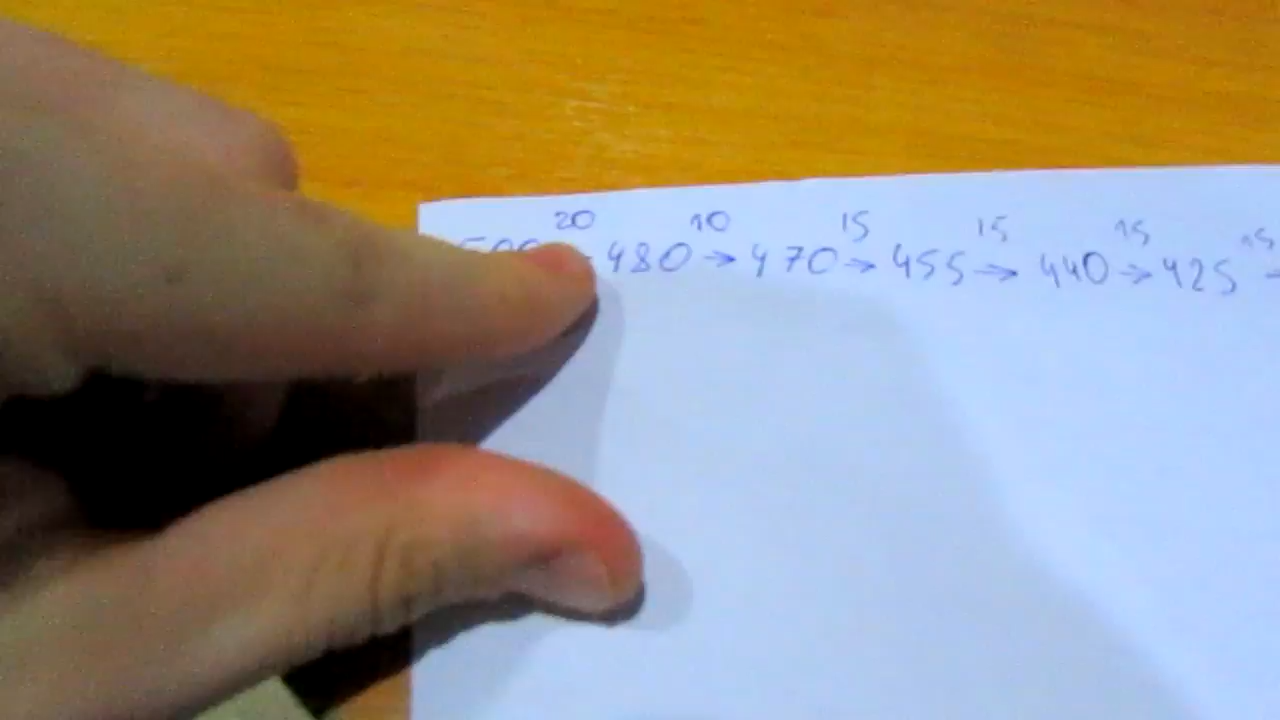 20 10 15 15 15 15
480 → 470 → 455 → 440 → 425 →